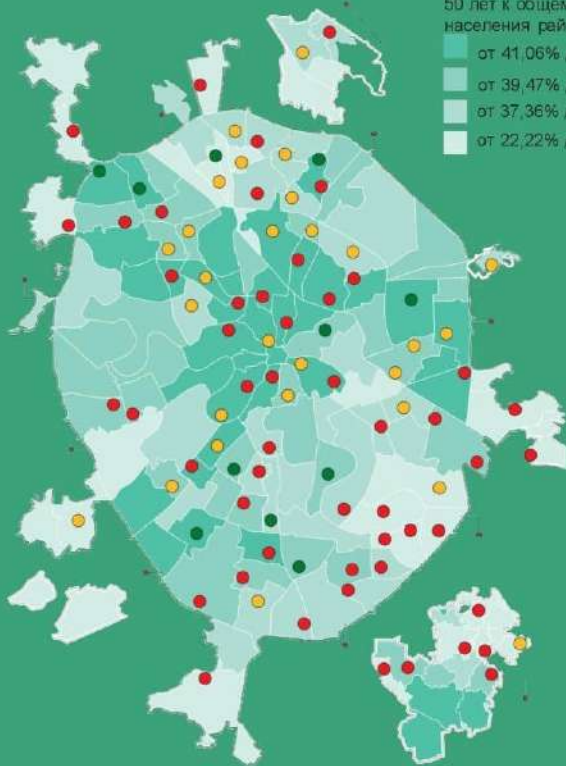 50 лет к общем
населения рай
от 41,06%
от 39,47%
от 37,36%
от 22,22%